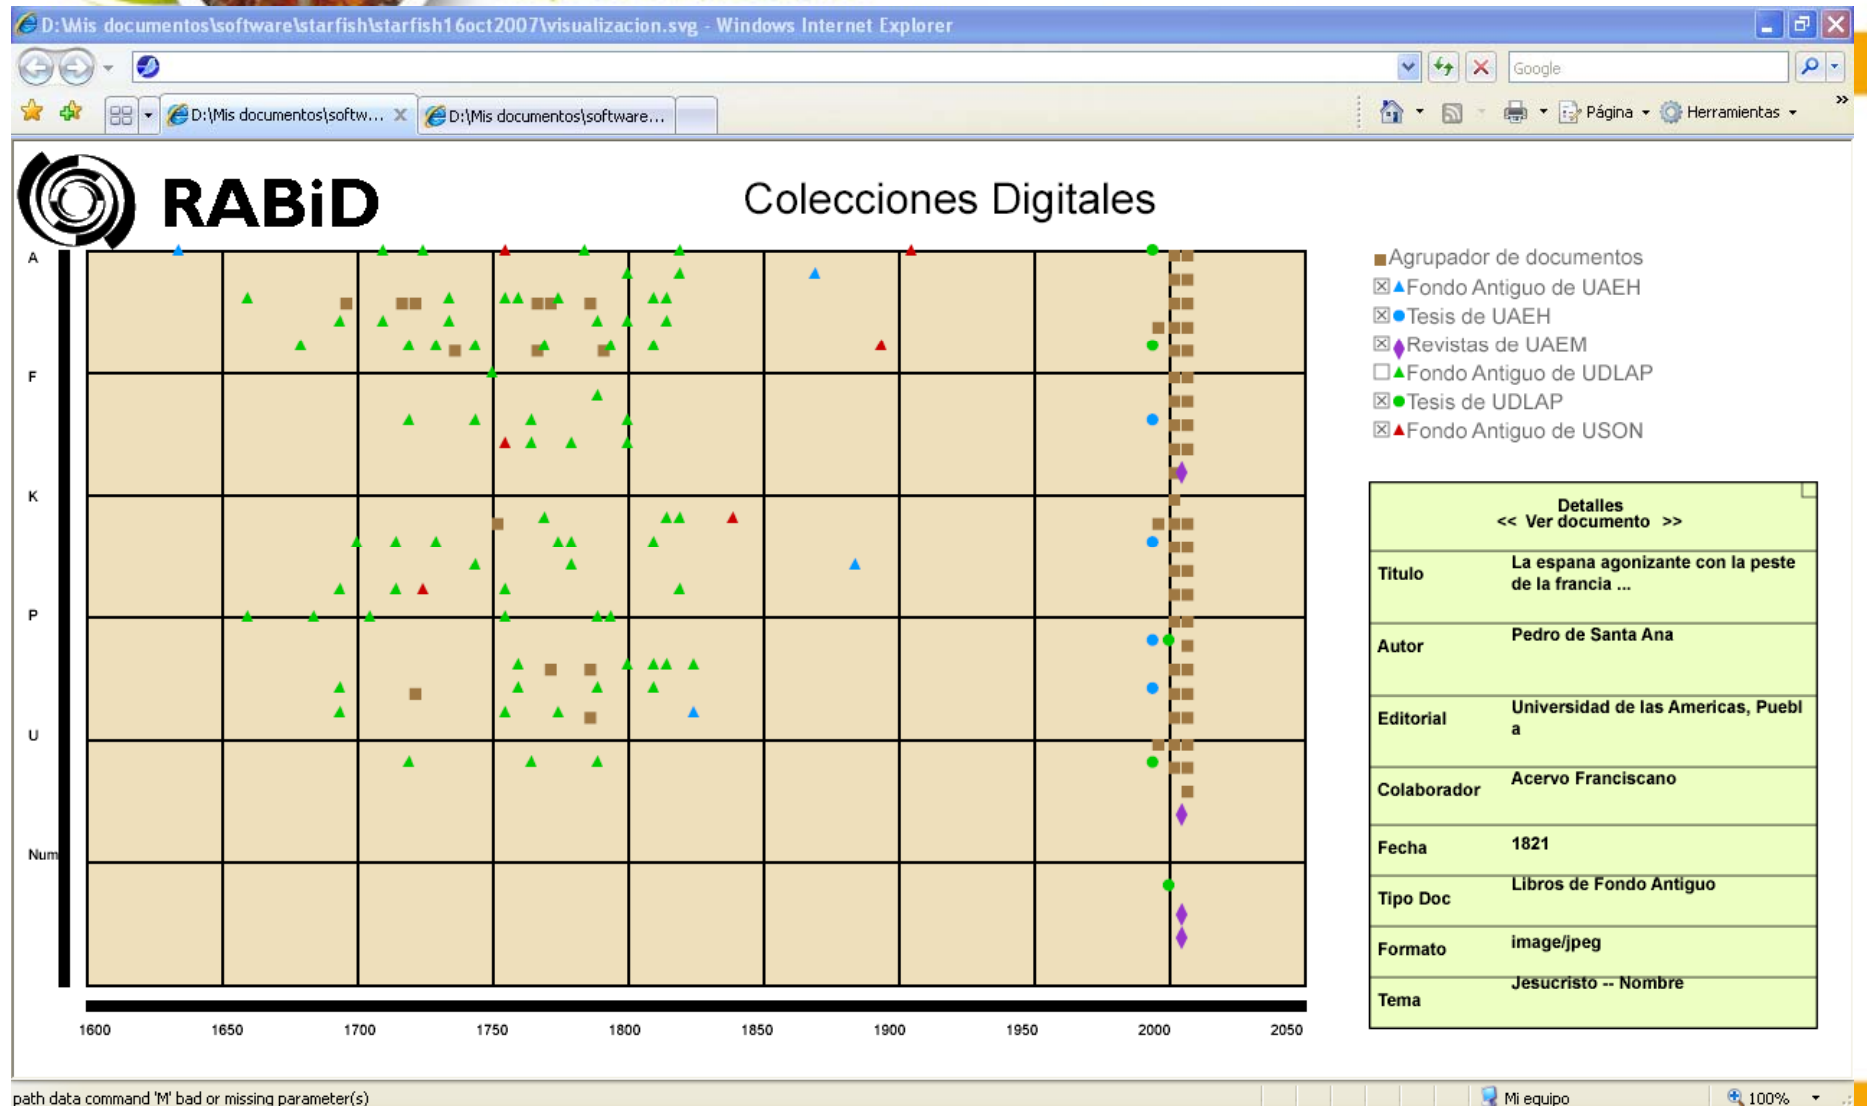 D:\Mis documentos\software\starfish\starfish16oct2007\visualizacion.svg - Windows Internet Explorer
Google
D:\Mis documentos\softw...
D:\Mis documentos\software...
Página
Herramientas
»
RABiD
Colecciones Digitales
A
F
K
P
U
Num
1600
1650
1700
1750
1800
1850
1900
1950
2000
2050
Agrupador de documentos
Fondo Antiguo de UAEH
Tesis de UAEH
Revistas de UAEM
Fondo Antiguo de UDLAP
Tesis de UDLAP
Fondo Antiguo de USON
Detalles
<< Ver documento >>
Titulo
La espana agonizante con la peste
de la francia ...
Autor
Pedro de Santa Ana
Editorial
Universidad de las Americas, Puebl
a
Colaborador
Acervo Franciscano
Fecha
1821
Tipo Doc
Libros de Fondo Antiguo
Formato
image/jpeg
Tema
Jesucristo -- Nombre
path data command 'M' bad or missing parameter(s)
Mi equipo
100%